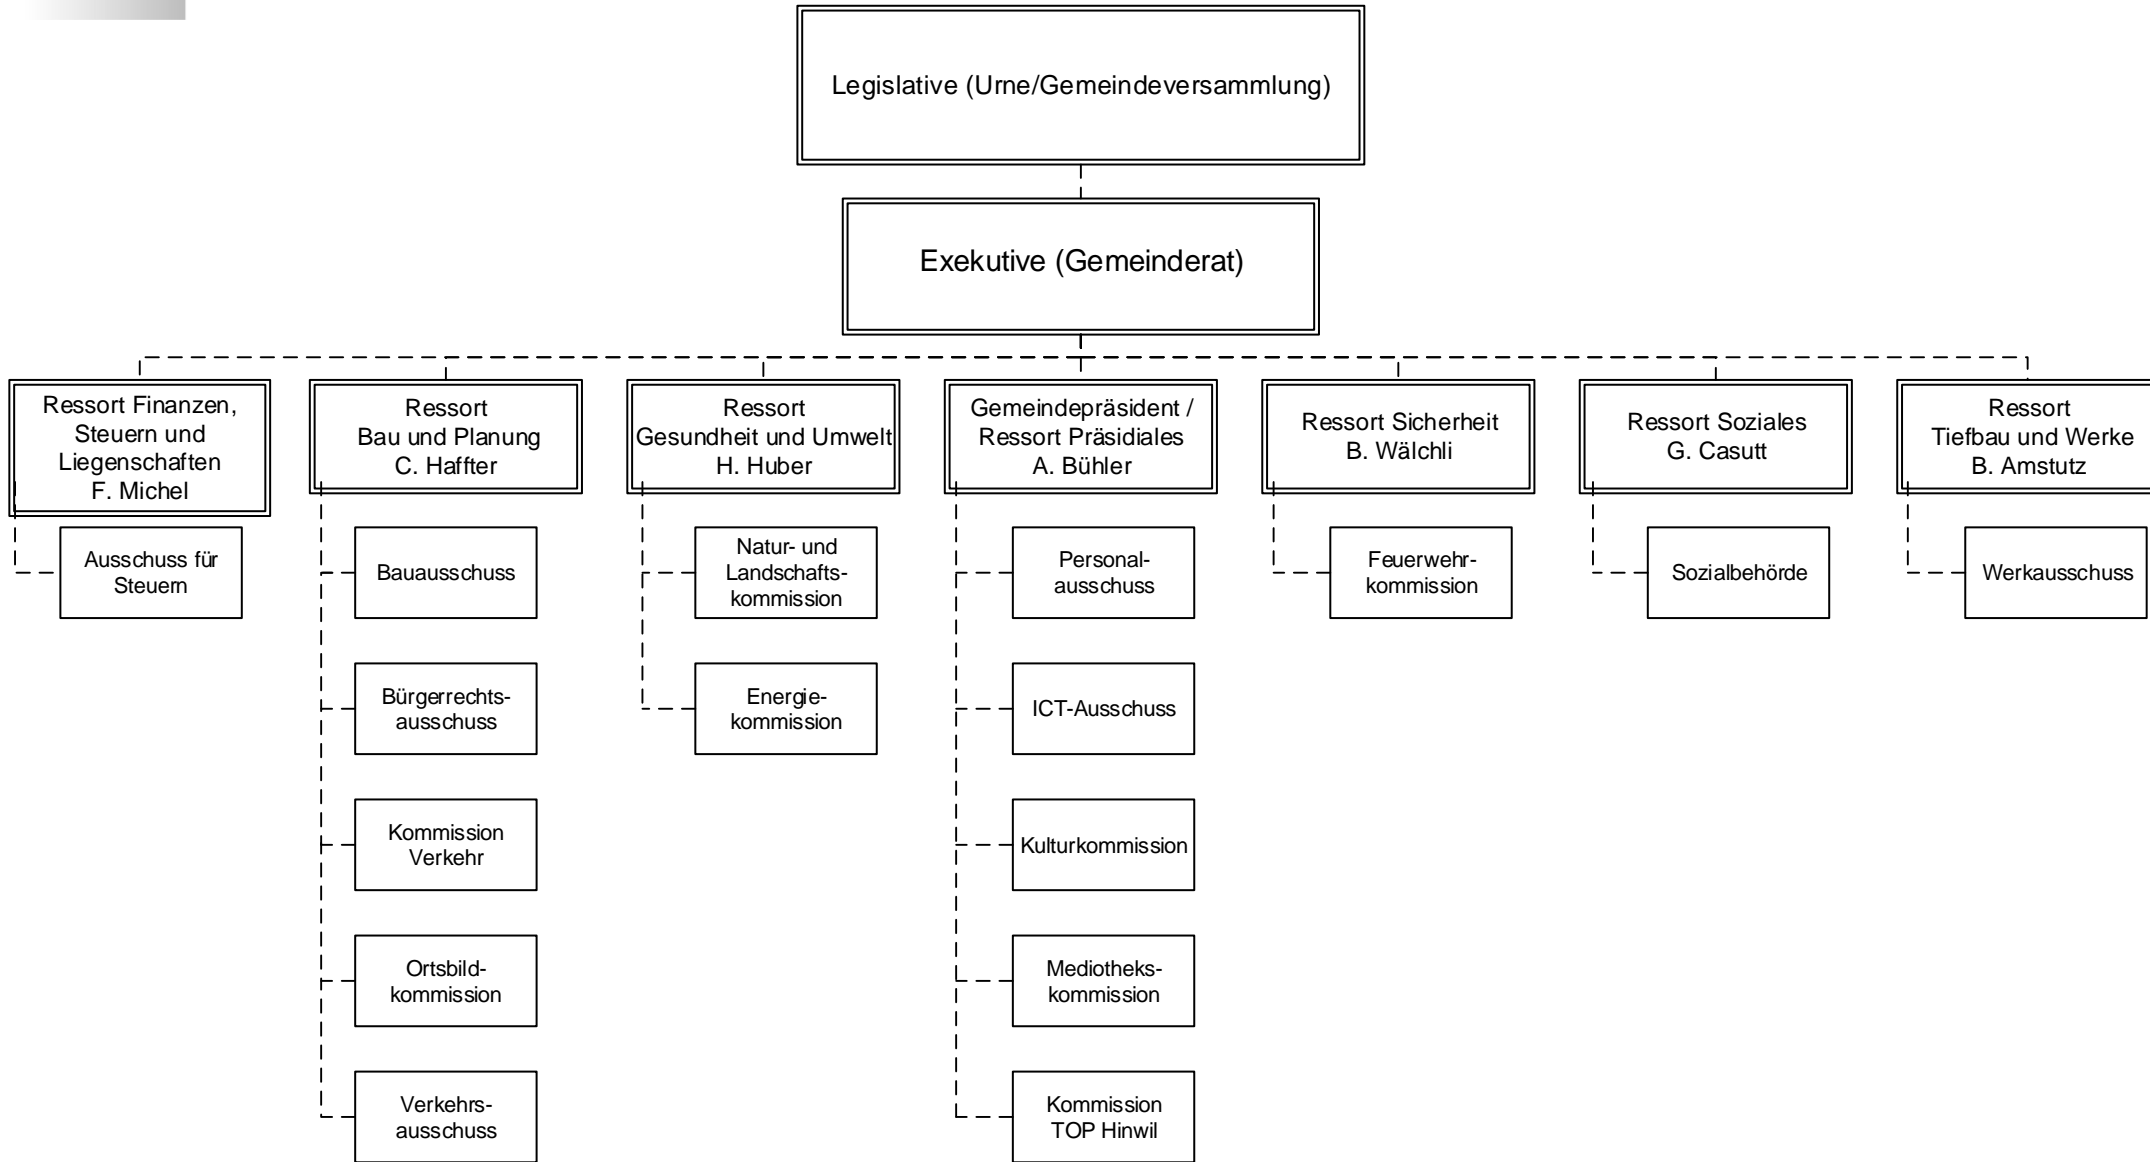 Legislative (Urne/Gemeindeversammlung)
Exekutive (Gemeinderat)
Ressort Finanzen,
Steuern und
Liegenschaften
F. Michel
Ressort
Bau und Planung
C. Haffter
Ressort
Gesundheit und Umwelt
H. Huber
Gemeindepräsident /
Ressort Präsidiales
A. Bühler
Ressort Sicherheit
B. Wälchli
Ressort Soziales
G. Casutt
Ressort
Tiefbau und Werke
B. Amstutz
Ausschuss für
Steuern
Bauausschuss
Natur- und
Landschafts-
kommission
Personal-
ausschuss
Feuerwehr-
kommission
Sozialbehörde
Werkausschuss
Bürgerrechts-
ausschuss
Energie-
kommission
ICT-Ausschuss
Kommission
Verkehr
Kulturkommission
Ortsbild-
kommission
Mediotheks-
kommission
Verkehrs-
ausschuss
Kommission
TOP Hinwil